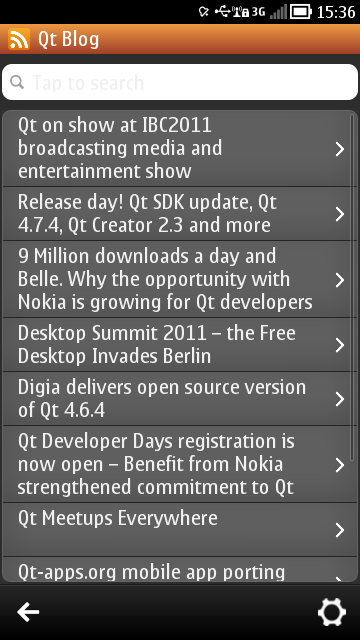 3G 15:36
Qt Blog
Tap to search
Qt on show at IBC2011
broadcasting media and
entertainment show
Release day! Qt SDK update, Qt
4.7.4, Qt Creator 2.3 and more
9 Million downloads a day and
Belle. Why the opportunity with
Nokia is growing for Qt developers
Desktop Summit 2011 – the Free
Desktop Invades Berlin
Digia delivers open source version
of Qt 4.6.4
Qt Developer Days registration is
now open – Benefit from Nokia
strengthened commitment to Qt
Qt Meetups Everywhere
Qt-apps.org mobile app porting